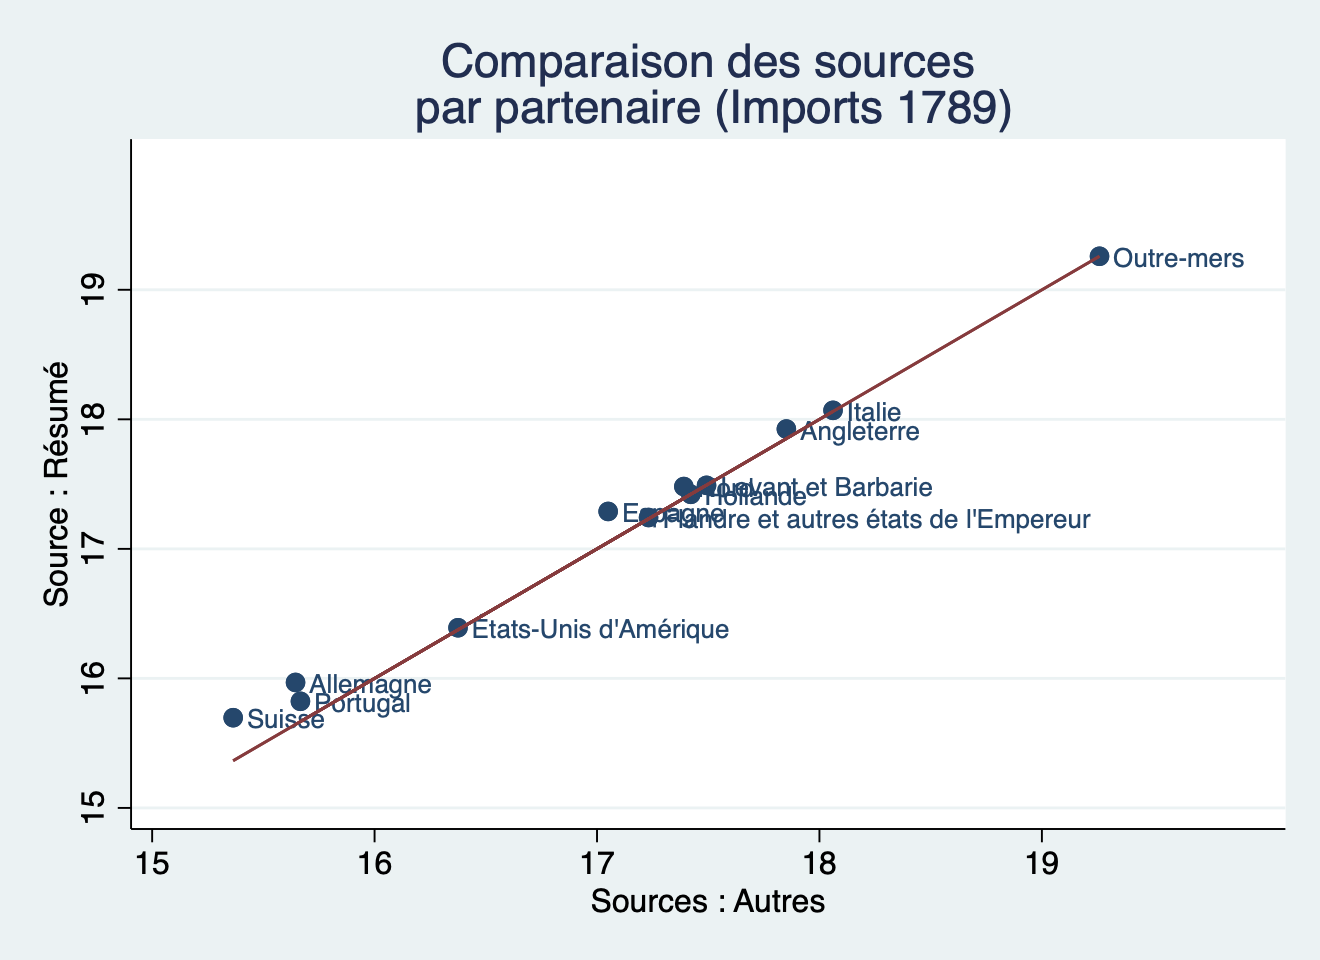 Comparaison des sources
par partenaire (Imports 1789)
Source : Résumé
19
18
17
16
15
Outre-mers
Italie
Angleterre
Levant et Barbarie
Hollande
Espagne
Flandre et autres états de l'Empereur
Etats-Unis d'Amérique
Allemagne
Portugal
Suisse
15 16 17 18 19
Sources : Autres